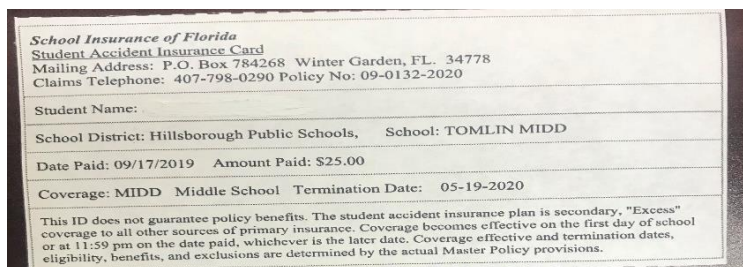 School Insurance of Florida
Student Accident Insurance Card
Mailing Address: P.O. Box 784268 Winter Garden, FL. 34778
Claims Telephone: 407-798-0290 Policy No: 09-0132-2020
Student Name:
School District: Hillsborough Public Schools, School: TOMLIN MIDD
Date Paid: 09/17/2019 Amount Paid: $25.00
Coverage: MIDD Middle School Termination Date: 05-19-2020
This ID does not guarantee policy benefits. The student accident insurance plan is secondary, "Excess"
coverage to all other sources of primary insurance. Coverage becomes effective on the first day of school
or at 11:59 pm on the date paid, whichever is the later date. Coverage effective and termination dates,
eligibility, benefits, and exclusions are determined by the actual Master Policy provisions.